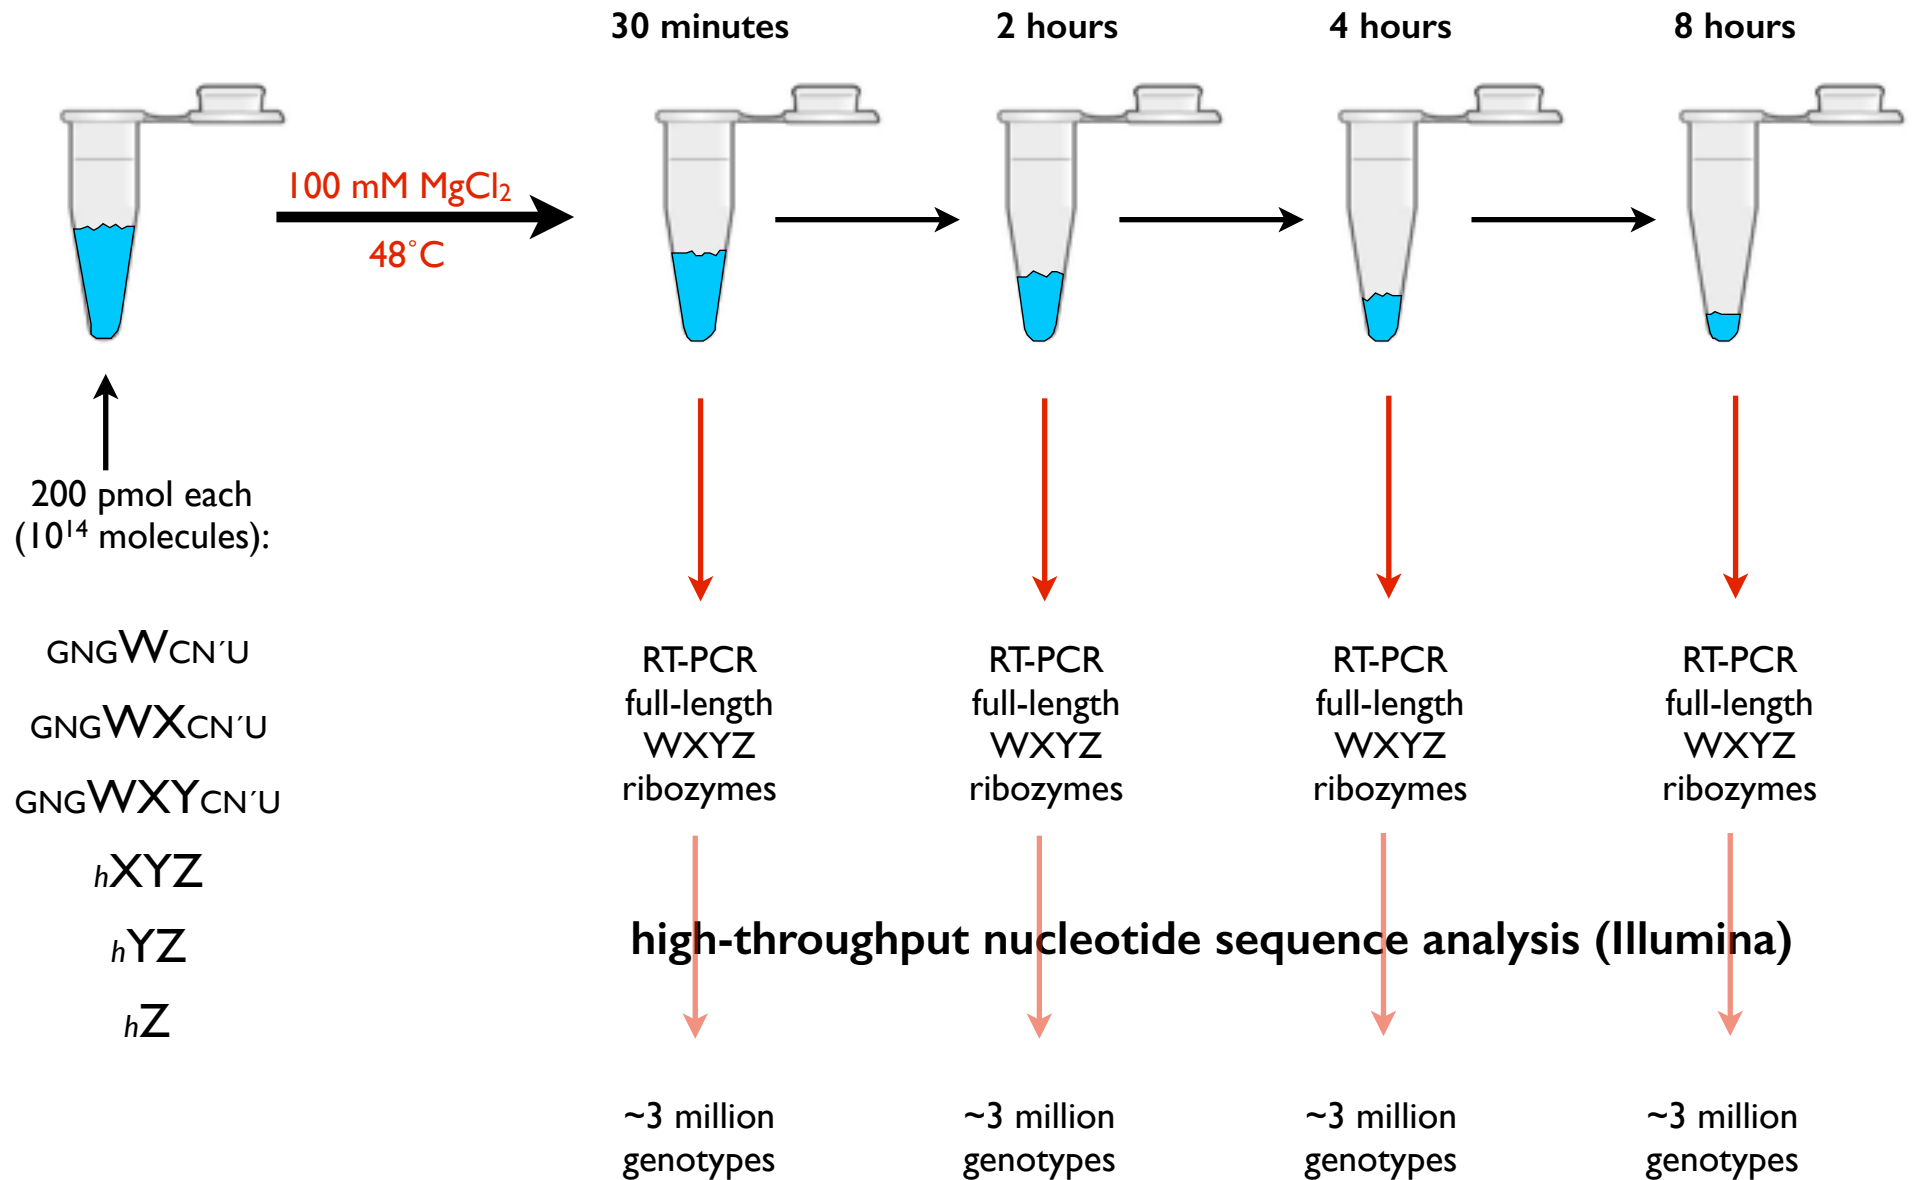 30 minutes
2 hours
4 hours
8 hours
100 mM MgCl₂
48˚C
200 pmol each
(10¹⁴ molecules):
GNGWCN´U
GNGWXCN´U
GNGWXYCN´U
hXYZ
hYZ
hZ
RT-PCR
full-length
WXYZ
ribozymes
RT-PCR
full-length
WXYZ
ribozymes
RT-PCR
full-length
WXYZ
ribozymes
RT-PCR
full-length
WXYZ
ribozymes
high-throughput nucleotide sequence analysis (Illumina)
~3 million
genotypes
~3 million
genotypes
~3 million
genotypes
~3 million
genotypes